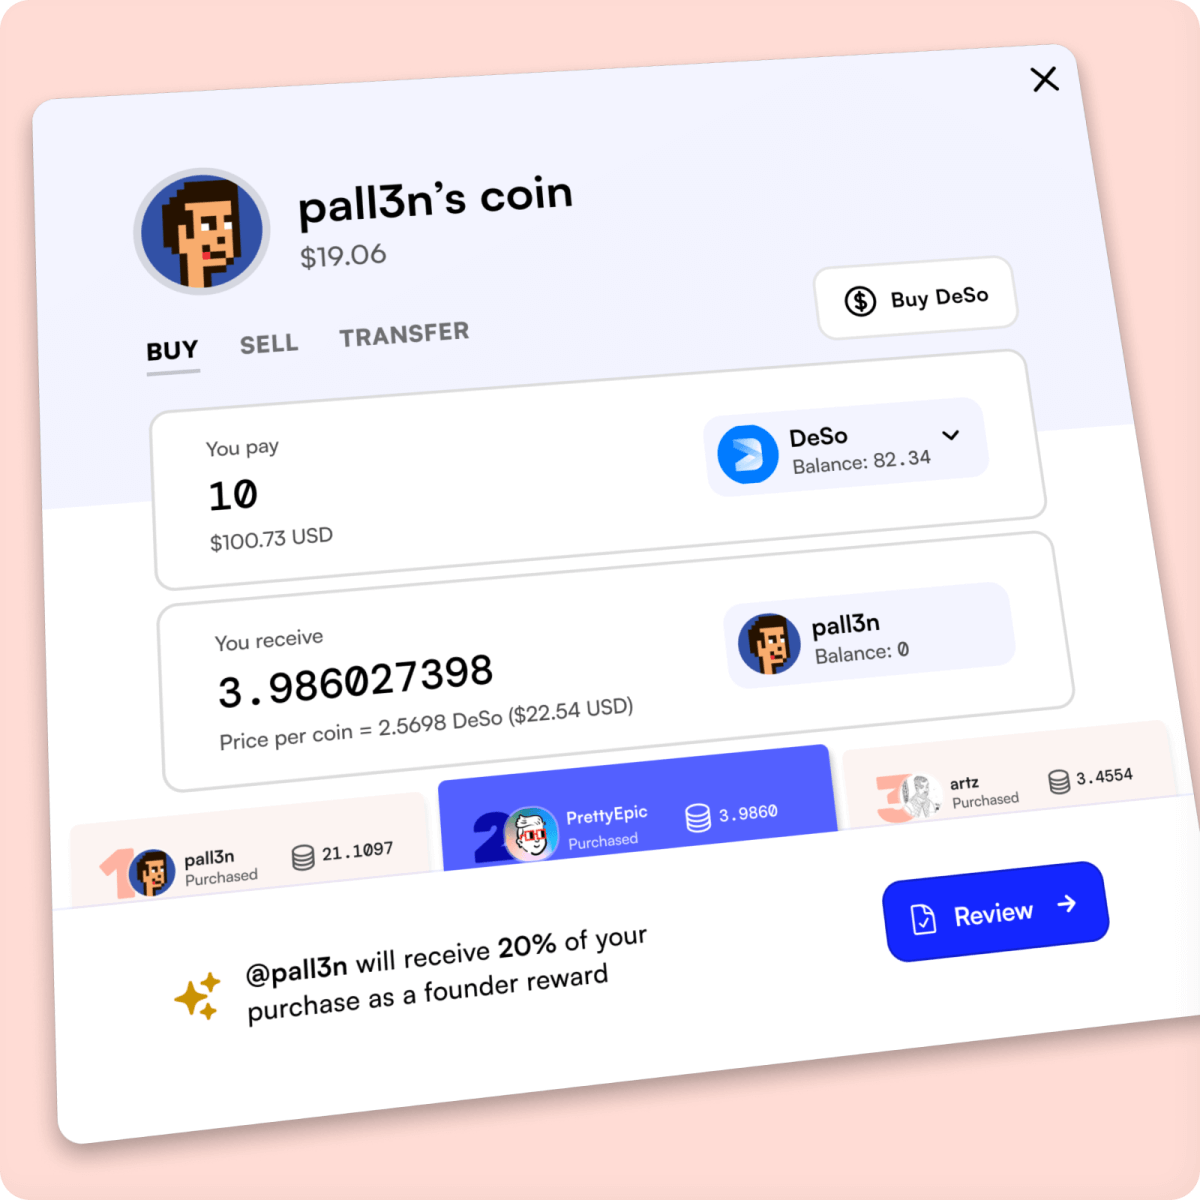 pall3n’s coin
$19.06
BUY SELL TRANSFER
Buy DeSo
You pay
10
$100.73 USD
DeSo
Balance: 82.34
You receive
3.986027398
Price per coin = 2.5698 DeSo ($22.54 USD)
pall3n
Balance: 0
1
pall3n
Purchased
21.1097
2
PrettyEpic
Purchased
3.9860
3
artz
Purchased
3.4554
@pall3n will receive 20% of your
purchase as a founder reward
Review